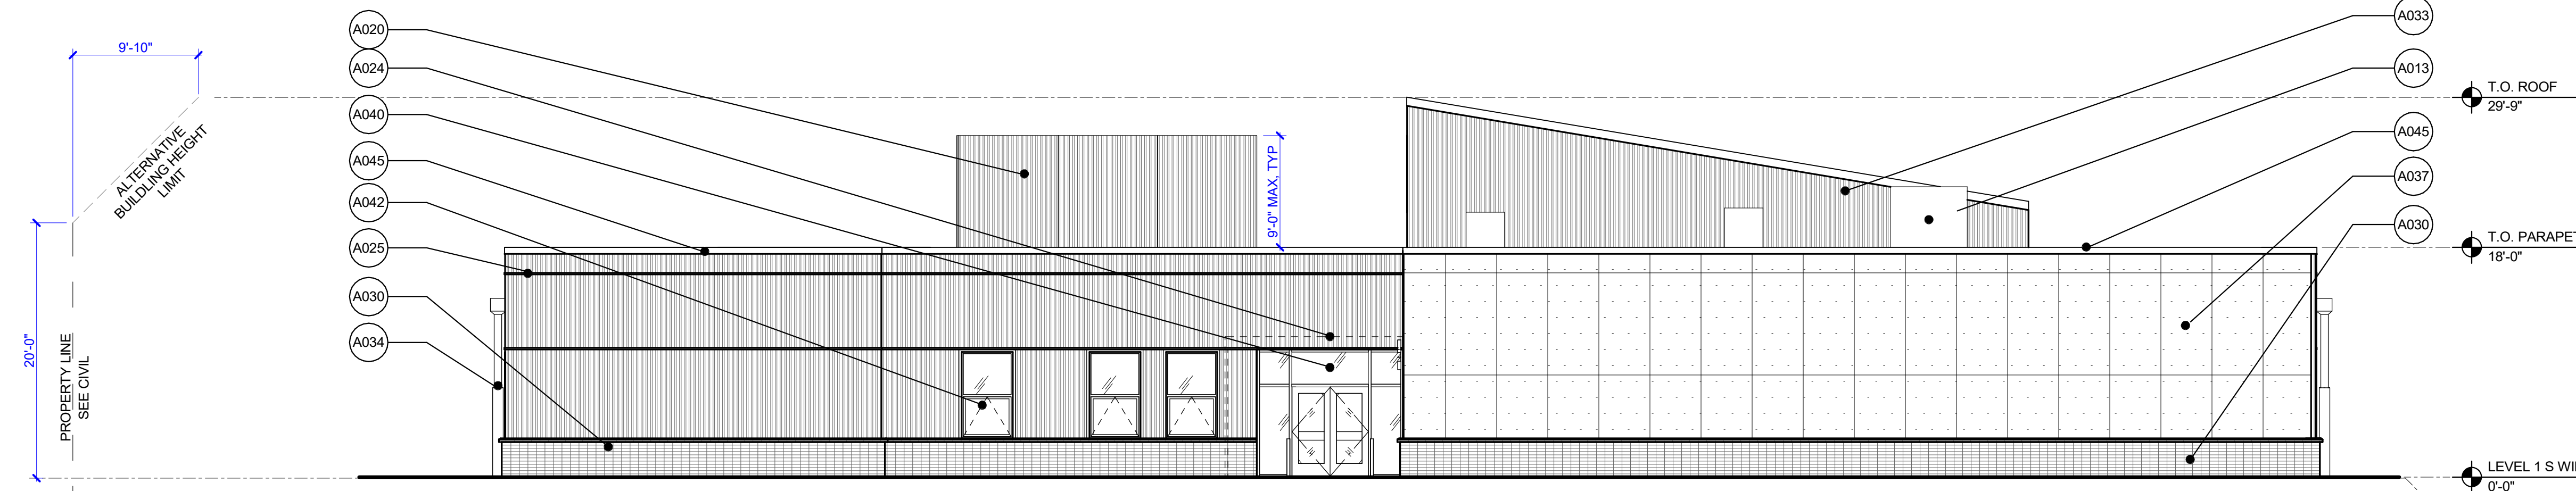 9'-10"
ALTERNATIVE
BUILDLING HEIGHT
LIMIT
20'-0"
PROPERTY LINE
SEE CIVIL
A020
A024
A040
A045
A042
A025
A030
A034
9'-0" MAX, TYP
A033
A013
A045
A037
A030
T.O. ROOF
29'-9"
T.O. PARAPET
18'-0"
LEVEL 1 S WI
0'-0"